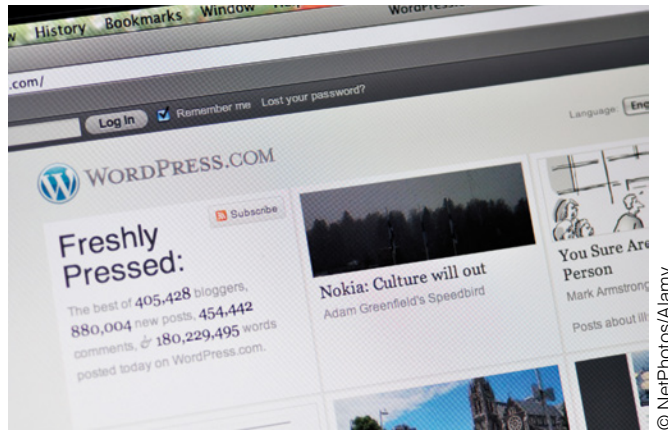 History Bookmarks Window
WordPress
.com/
Log In Remember me Lost your password?
Language:
WORDPRESS.COM
Subscribe
Freshly
Pressed:
The best of 405,428 bloggers,
880,004 new posts, 454,442
comments, & 180,229,495 words
posted today on WordPress.com.
Nokia: Culture will out
Adam Greenfield's Speedbird
You Sure Are
Person
Mark Armstrong
Posts about
© NetPhotos/Alamy